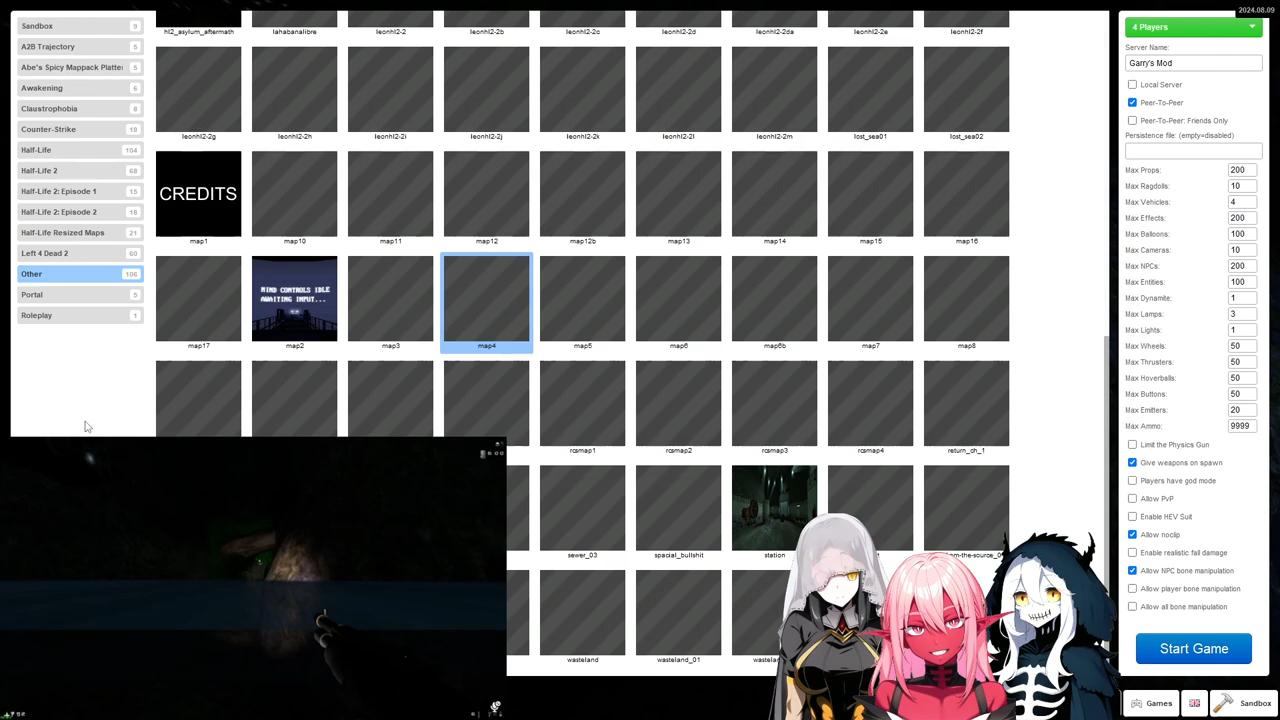 2024.08.09
Sandbox 9
A2B Trajectory 5
Abe's Spicy Mappack Platte 5
Awakening 6
Claustrophobia 8
Counter-Strike 18
Half-Life 104
Half-Life 2 68
Half-Life 2: Episode 1 15
Half-Life 2: Episode 2 18
Half-Life Resized Maps 21
Left 4 Dead 2 60
Other 106
Portal 5
Roleplay 1
hl2_asylum_aftermath lahabanalibre leonhl2-2 leonhl2-2b leonhl2-2c leonhl2-2d leonhl2-2da leonhl2-2e leonhl2-2f
leonhl2-2g leonhl2-2h leonhl2-2i leonhl2-2j leonhl2-2k leonhl2-2l leonhl2-2m lost_sea01 lost_sea02
CREDITS
map1 map10 map11 map12 map12b map13 map14 map15 map16
MIND CONTROLS IDLE
AWAITING INPUT...
map17 map2 map3 map4 map5 map6 map6b map7 map8
rcsmap1 rcsmap2 rcsmap3 rcsmap4 return_ch_1
sewer_03 spacial_bullshit station
wasteland wasteland_01
4 Players
Server Name:
Garry's Mod
Local Server
Peer-To-Peer
Peer-To-Peer: Friends Only
Persistence file: (empty=disabled)
Max Props: 200
Max Ragdolls: 10
Max Vehicles: 4
Max Effects: 200
Max Balloons: 100
Max Cameras: 10
Max NPCs: 200
Max Entities: 100
Max Dynamite: 1
Max Lamps: 3
Max Lights: 1
Max Wheels: 50
Max Thrusters: 50
Max Hoverballs: 50
Max Buttons: 50
Max Emitters: 20
Max Ammo: 9999
Limit the Physics Gun
Give weapons on spawn
Players have god mode
Allow PvP
Enable HEV Suit
Allow noclip
Enable realistic fall damage
Allow NPC bone manipulation
Allow player bone manipulation
Allow all bone manipulation
Start Game
Games
Sandbox